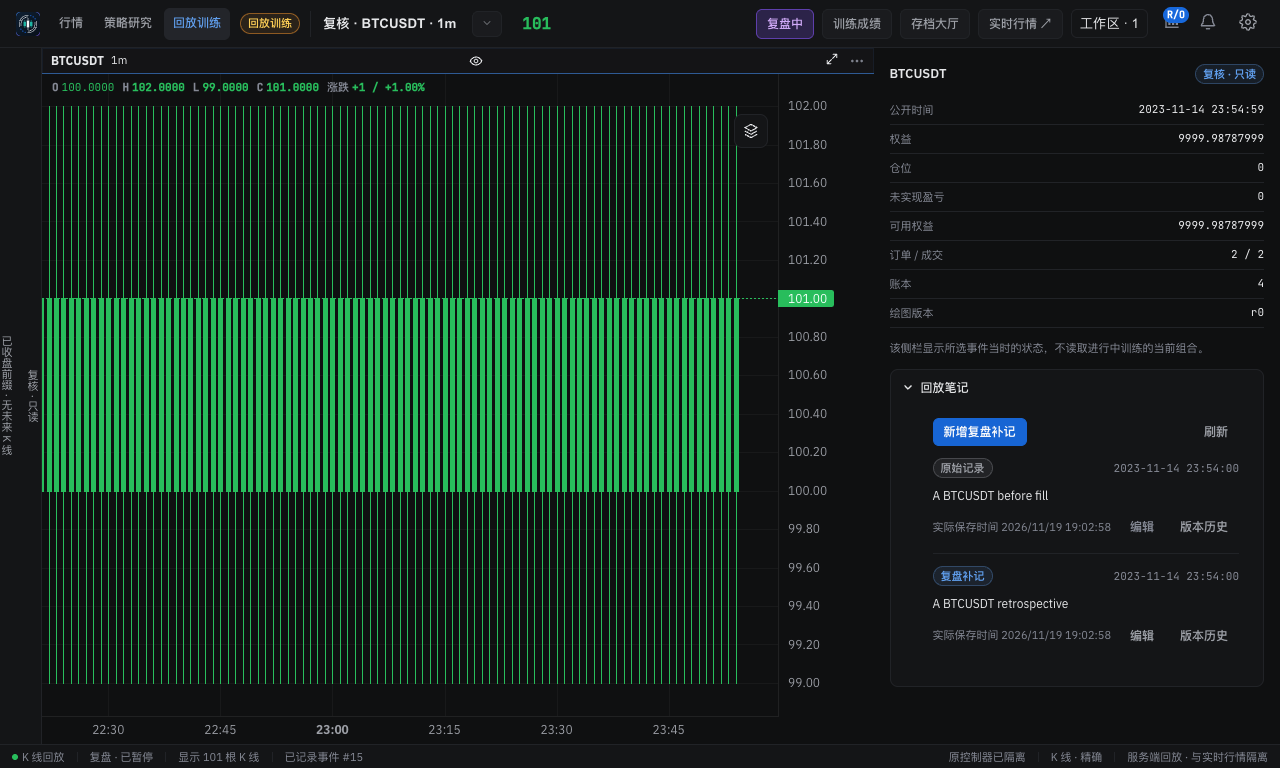 行情 策略研究 回放训练 回放训练 复核 · BTCUSDT · 1m 101 复盘中 训练成绩 存档大厅 实时行情 ↗ 工作区 · 1 R/O
BTCUSDT 1m
O 100.0000 H 102.0000 L 99.0000 C 101.0000 涨跌 +1 / +1.00%
已收盘前缀 · 无未来 K 线
复核 · 只读
102.00
101.80
101.60
101.40
101.20
101.00
100.80
100.60
100.40
100.20
100.00
99.80
99.60
99.40
99.20
99.00
22:30 22:45 23:00 23:15 23:30 23:45
BTCUSDT 复核 · 只读
公开时间 2023-11-14 23:54:59
权益 9999.98787999
仓位 0
未实现盈亏 0
可用权益 9999.98787999
订单 / 成交 2 / 2
账本 4
绘图版本 r0
该侧栏显示所选事件当时的状态，不读取进行中训练的当前组合。
回放笔记
新增复盘补记 刷新
原始记录 2023-11-14 23:54:00
A BTCUSDT before fill
实际保存时间 2026/11/19 19:02:58 编辑 版本历史
复盘补记 2023-11-14 23:54:00
A BTCUSDT retrospective
实际保存时间 2026/11/19 19:02:58 编辑 版本历史
K 线回放 复盘 · 已暂停 显示 101 根 K 线 已记录事件 #15 原控制器已隔离 K 线 · 精确 服务端回放 · 与实时行情隔离